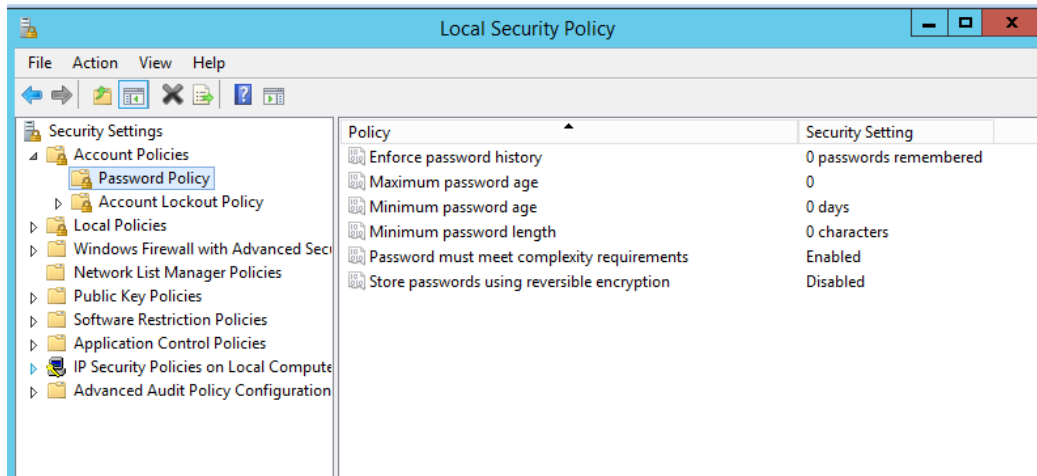 Local Security Policy
File Action View Help
Security Settings
Account Policies
Password Policy
Account Lockout Policy
Local Policies
Windows Firewall with Advanced Secu
Network List Manager Policies
Public Key Policies
Software Restriction Policies
Application Control Policies
IP Security Policies on Local Compute
Advanced Audit Policy Configuration
Policy Security Setting
Enforce password history 0 passwords remembered
Maximum password age 0
Minimum password age 0 days
Minimum password length 0 characters
Password must meet complexity requirements Enabled
Store passwords using reversible encryption Disabled